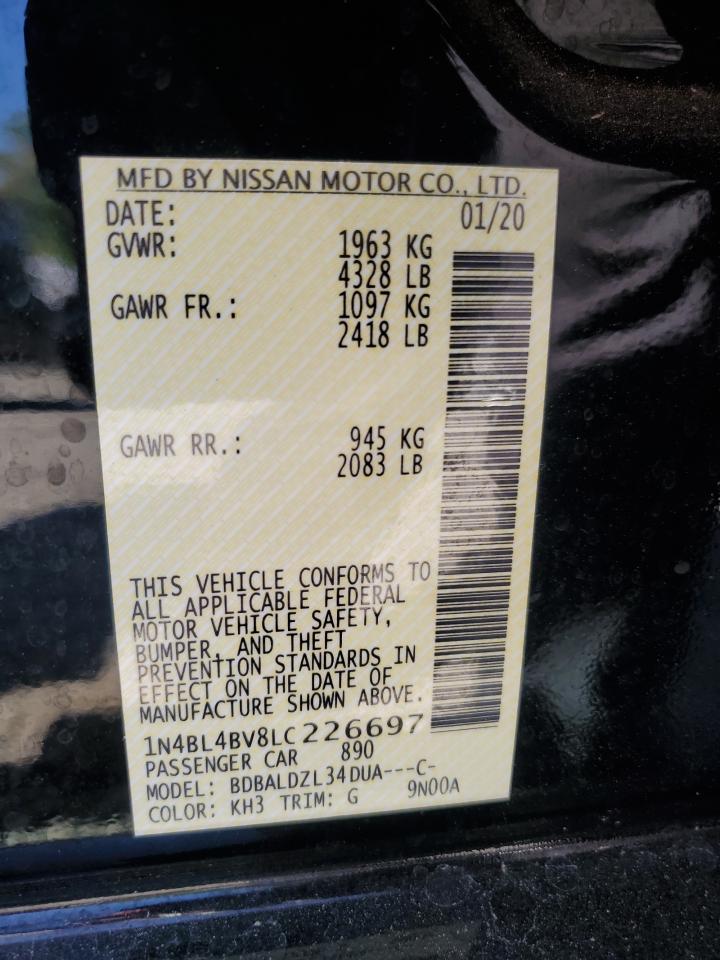 MFD BY NISSAN MOTOR CO., LTD.
DATE: 01/20
GVWR: 1963 KG
4328 LB
GAWR FR.: 1097 KG
2418 LB
GAWR RR.: 945 KG
2083 LB
THIS VEHICLE CONFORMS TO
ALL APPLICABLE FEDERAL
MOTOR VEHICLE SAFETY,
BUMPER, AND THEFT
PREVENTION STANDARDS IN
EFFECT ON THE DATE OF
MANUFACTURE SHOWN ABOVE.
1N4BL4BV8LC226697
PASSENGER CAR 890
MODEL: BDBALDZL34DUA---C-
COLOR: KH3 TRIM: G 9N00A